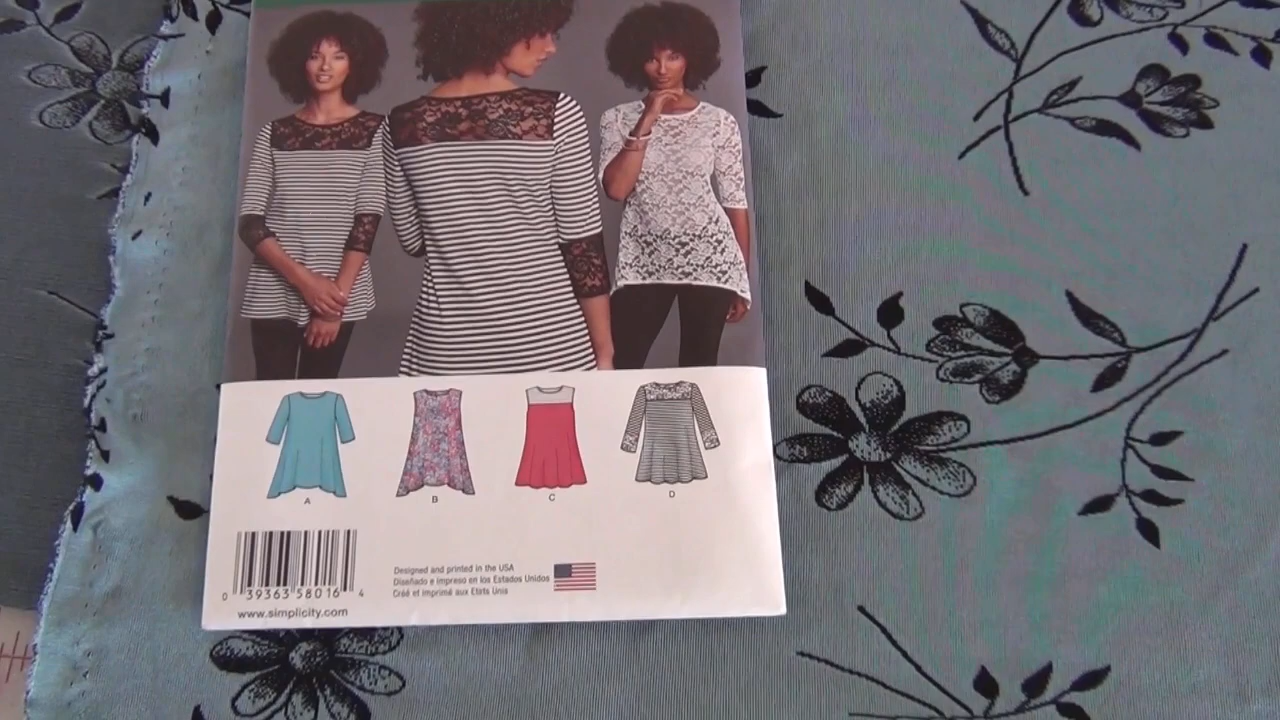 A
B
C
D
0 39363 58016 4
www.simplicity.com
Designed and printed in the USA
Diseñado e impreso en los Estados Unidos
Créé et imprimé aux Etats Unis